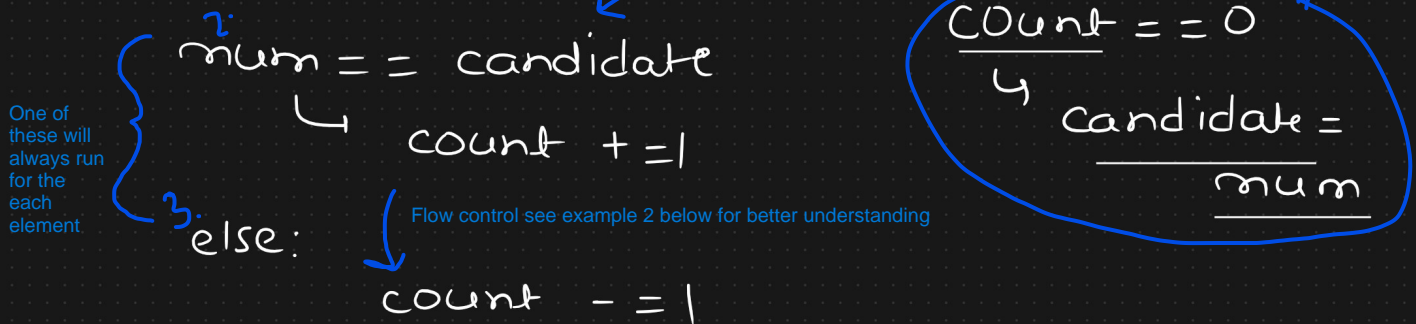 count == 0
candidate =
num
2.
num == candidate
count +=1
One of
these will
always run
for the
each
element
3.
else:
Flow control see example 2 below for better understanding
count -=1